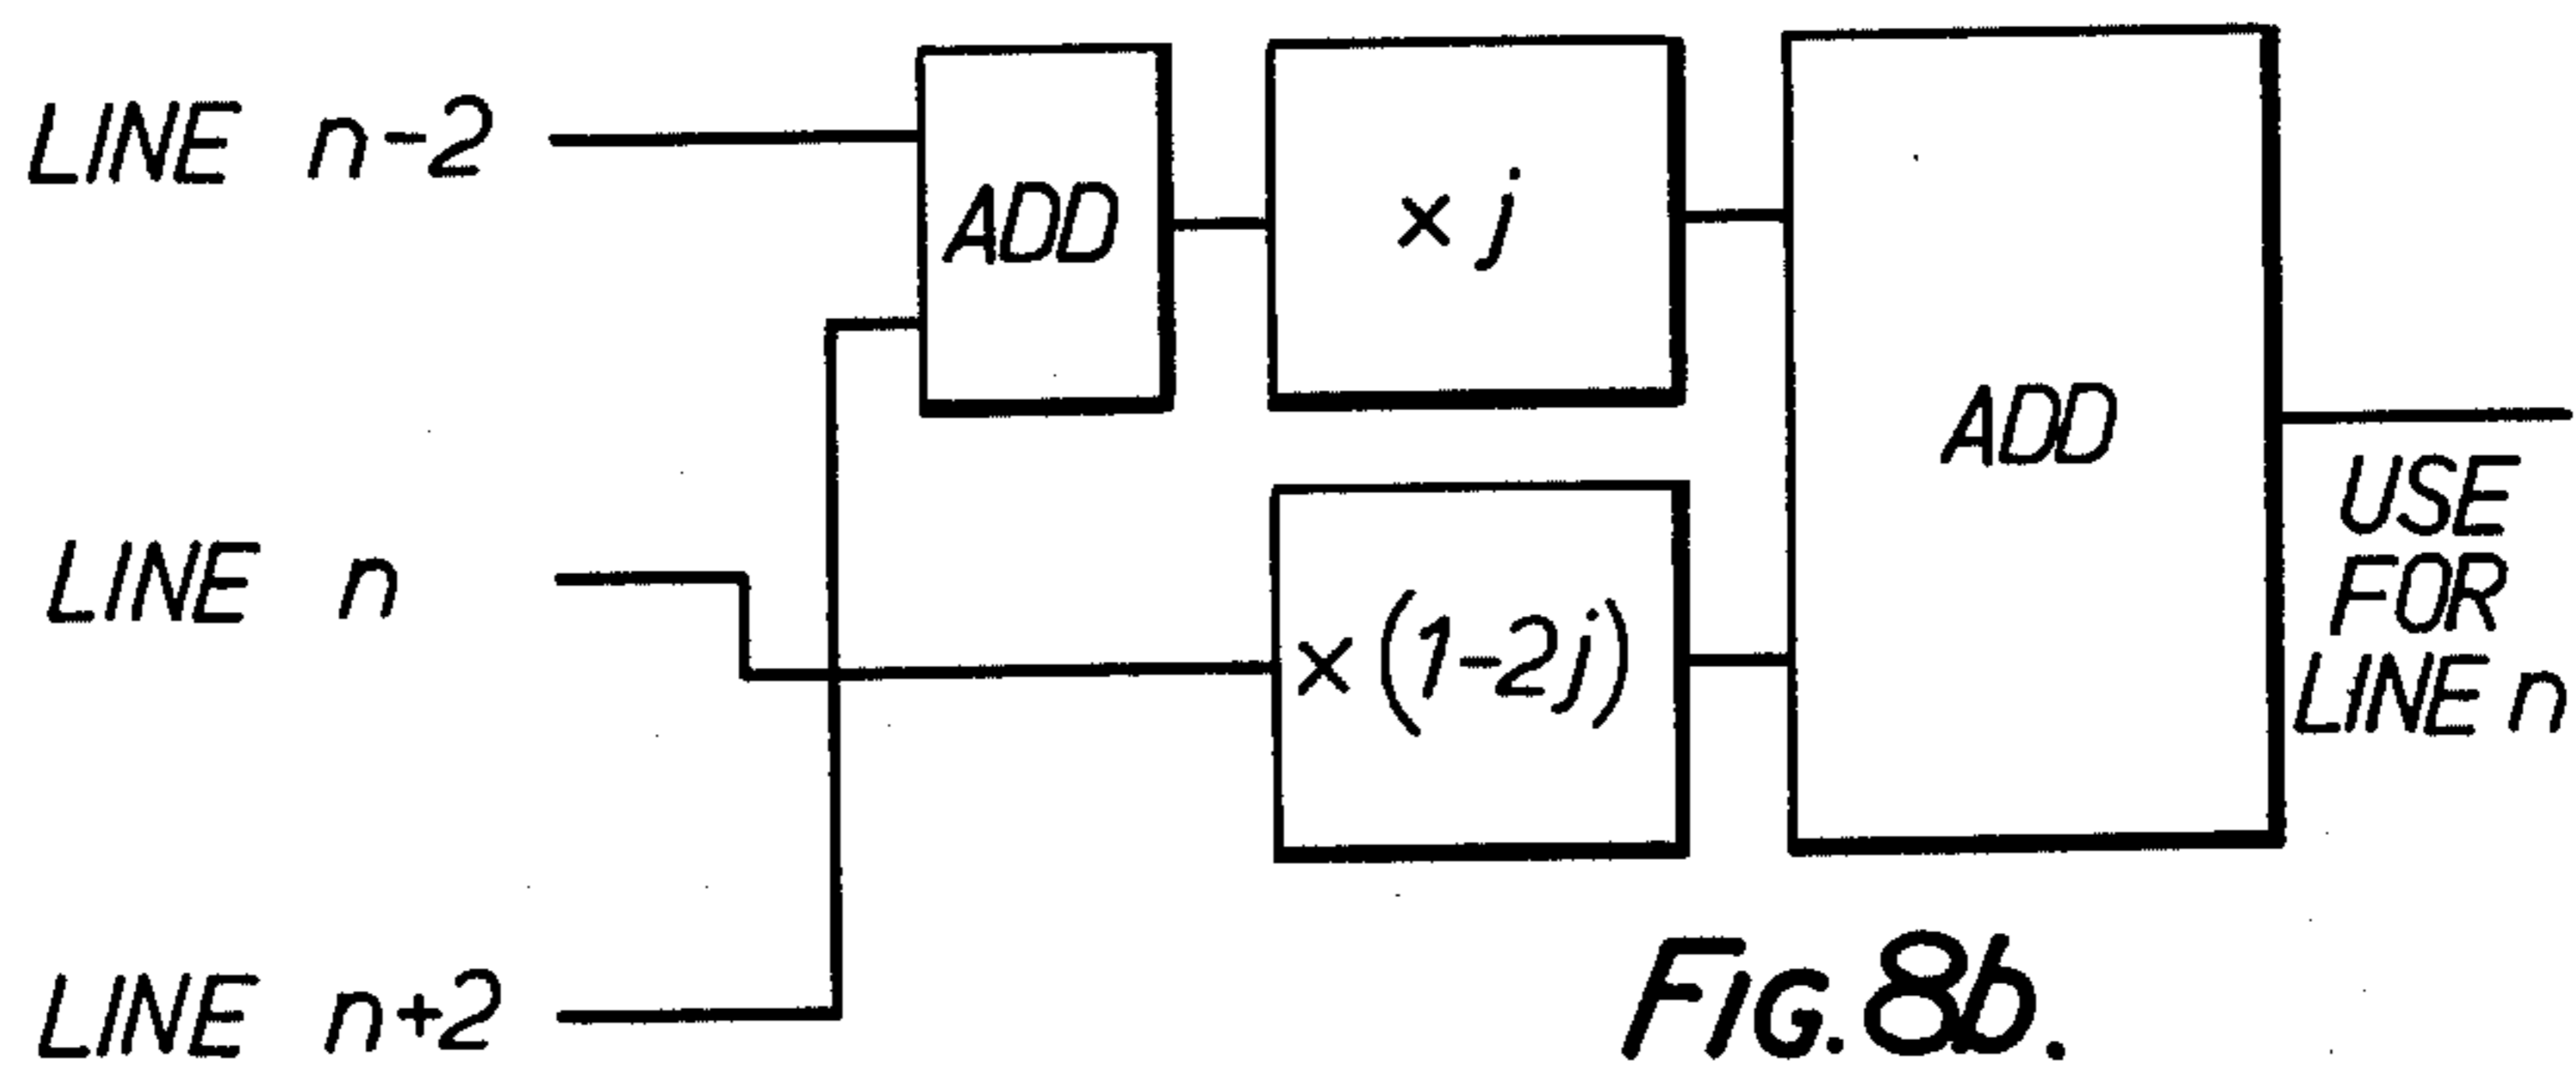 LINE n-2
ADD
× j
ADD
LINE n
× (1-2j)
USE
FOR
LINE n
LINE n+2
FIG. 8b.